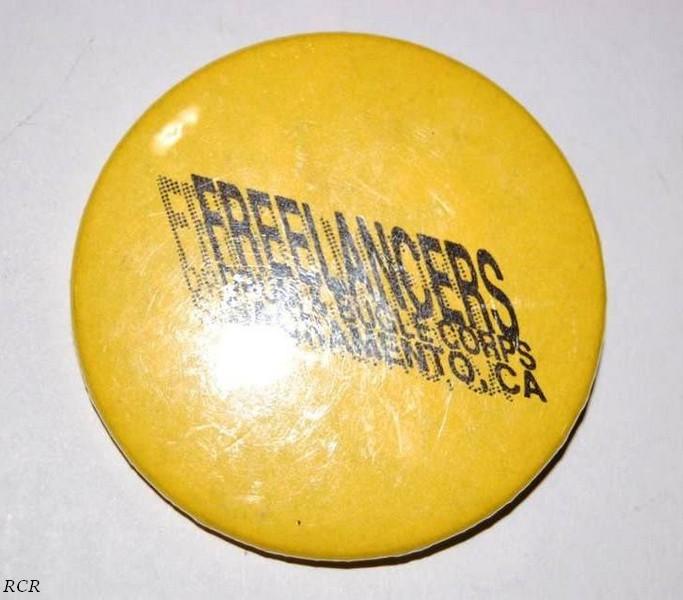 FREELANCERS
DRUM & BUGLE CORPS
SACRAMENTO, CA
RCR